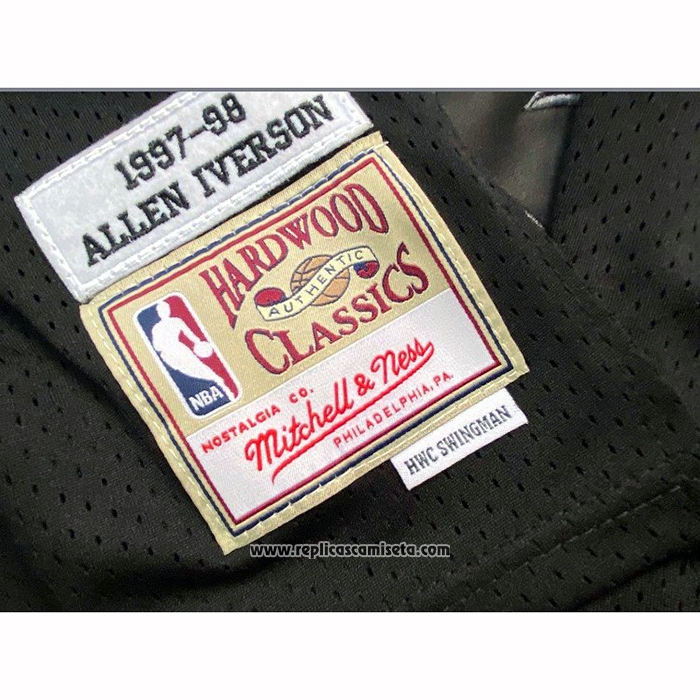 1997-98
ALLEN IVERSON
HARDWOOD
AUTHENTIC
CLASSICS
NBA
NOSTALGIA CO.
Mitchell & Ness
PHILADELPHIA, PA.
HWC SWINGMAN
www.replicascamiseta.com